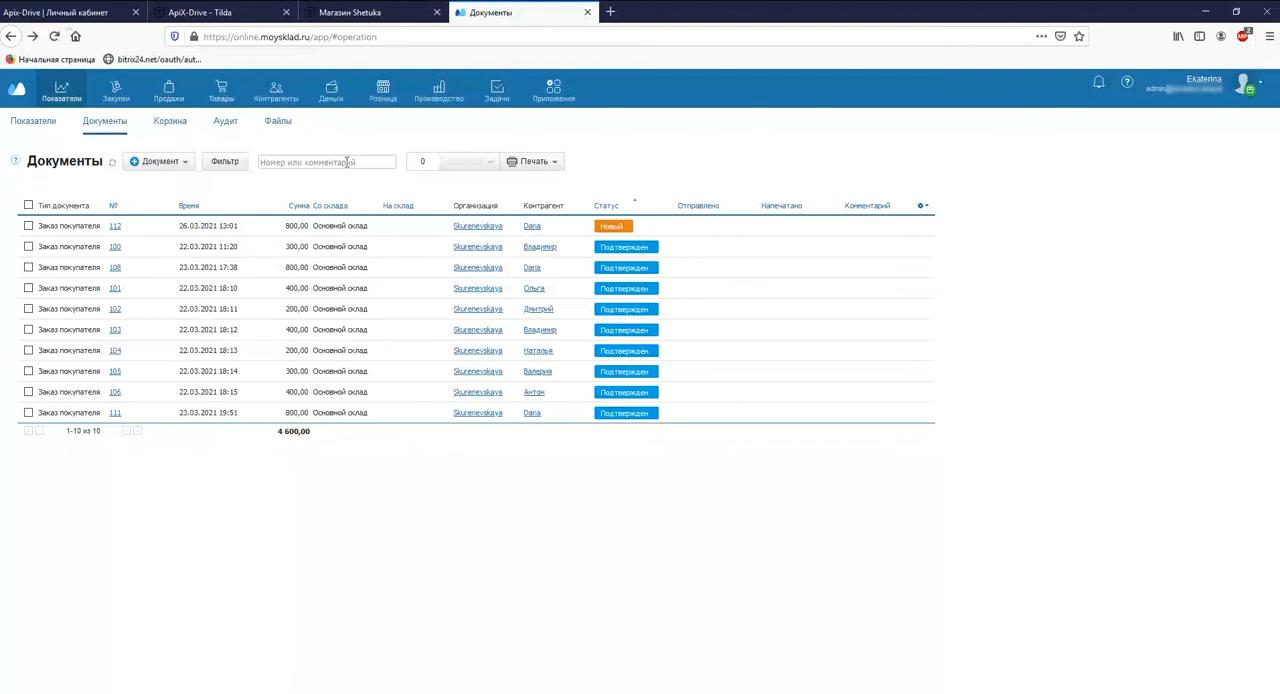 Apix-Drive | Личный кабинет
ApiX-Drive - Tilda
Магазин Shetuka
Документы
https://online.moysklad.ru/app/#operation
Начальная страница
bitrix24.net/oauth/aut...
Показатели
Закупки
Продажи
Товары
Контрагенты
Деньги
Розница
Производство
Задачи
Приложения
Ekaterina
admin@
Показатели
Документы
Корзина
Аудит
Файлы
Документы
Документ
Фильтр
Номер или комментарий
0
Печать
Тип документа № Время Сумма Со склада На склад Организация Контрагент Статус Отправлено Напечатано Комментарий
Заказ покупателя 112 26.03.2021 13:01 800,00 Основной склад Skurenevskaya Daria Новый
Заказ покупателя 100 22.03.2021 11:20 300,00 Основной склад Skurenevskaya Владимир Подтвержден
Заказ покупателя 108 23.03.2021 17:38 800,00 Основной склад Skurenevskaya Daria Подтвержден
Заказ покупателя 101 22.03.2021 18:10 400,00 Основной склад Skurenevskaya Ольга Подтвержден
Заказ покупателя 102 22.03.2021 18:11 200,00 Основной склад Skurenevskaya Дмитрий Подтвержден
Заказ покупателя 103 22.03.2021 18:12 400,00 Основной склад Skurenevskaya Владимир Подтвержден
Заказ покупателя 104 22.03.2021 18:13 200,00 Основной склад Skurenevskaya Наталья Подтвержден
Заказ покупателя 105 22.03.2021 18:14 300,00 Основной склад Skurenevskaya Валерия Подтвержден
Заказ покупателя 106 22.03.2021 18:15 400,00 Основной склад Skurenevskaya Антон Подтвержден
Заказ покупателя 111 23.03.2021 19:51 800,00 Основной склад Skurenevskaya Daria Подтвержден
1-10 из 10
4 600,00